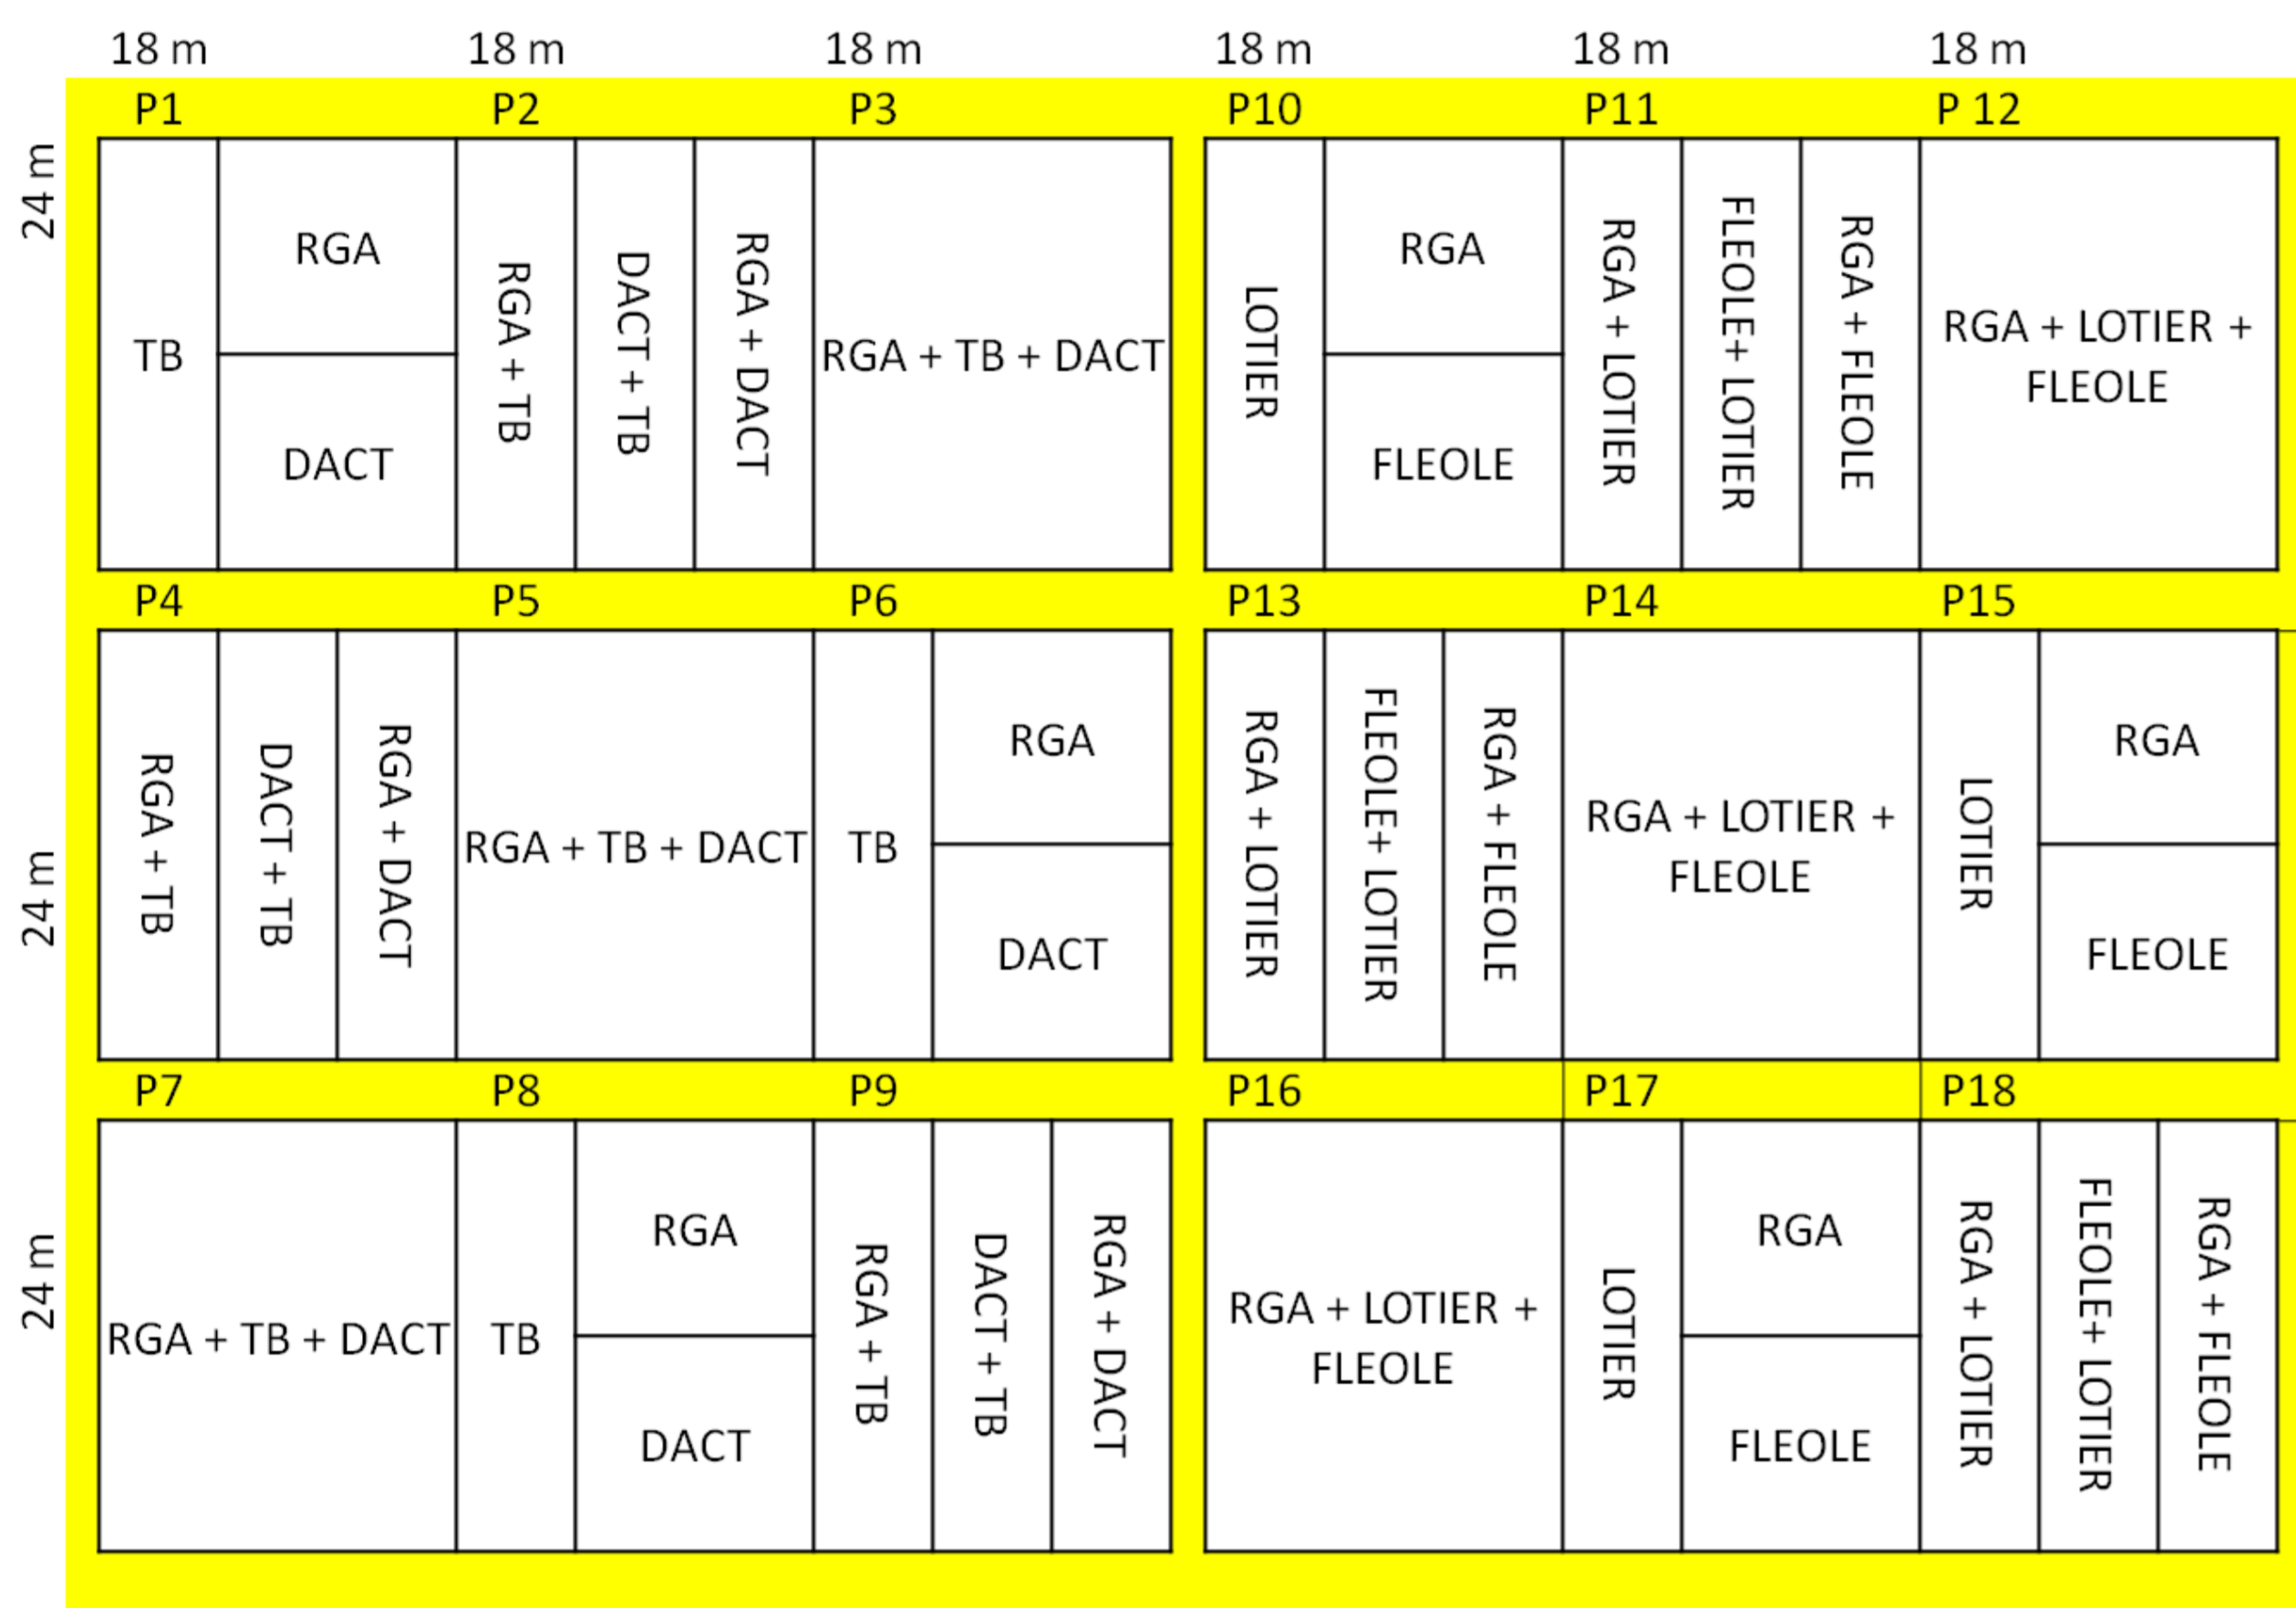 18 m 18 m 18 m 18 m 18 m 18 m
P1 P2 P3 P10 P11 P 12
24 m
TB
RGA
DACT
RGA + TB
DACT + TB
RGA + DACT
RGA + TB + DACT
LOTIER
RGA
FLEOLE
RGA + LOTIER
FLEOLE+ LOTIER
RGA + FLEOLE
RGA + LOTIER +
FLEOLE
P4 P5 P6 P13 P14 P15
24 m
RGA + TB
DACT + TB
RGA + DACT
RGA + TB + DACT
TB
RGA
DACT
RGA + LOTIER
FLEOLE+ LOTIER
RGA + FLEOLE
RGA + LOTIER +
FLEOLE
LOTIER
RGA
FLEOLE
P7 P8 P9 P16 P17 P18
24 m
RGA + TB + DACT
TB
RGA
DACT
RGA + TB
DACT + TB
RGA + DACT
RGA + LOTIER +
FLEOLE
LOTIER
RGA
FLEOLE
RGA + LOTIER
FLEOLE+ LOTIER
RGA + FLEOLE